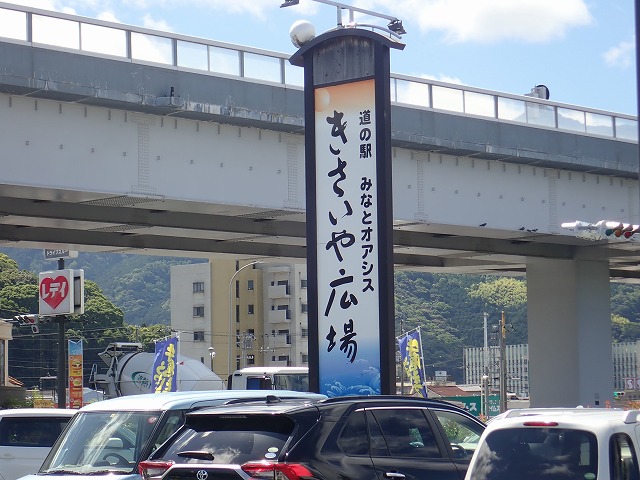 道の駅 みなとオアシス
きさいや広場
レデイ